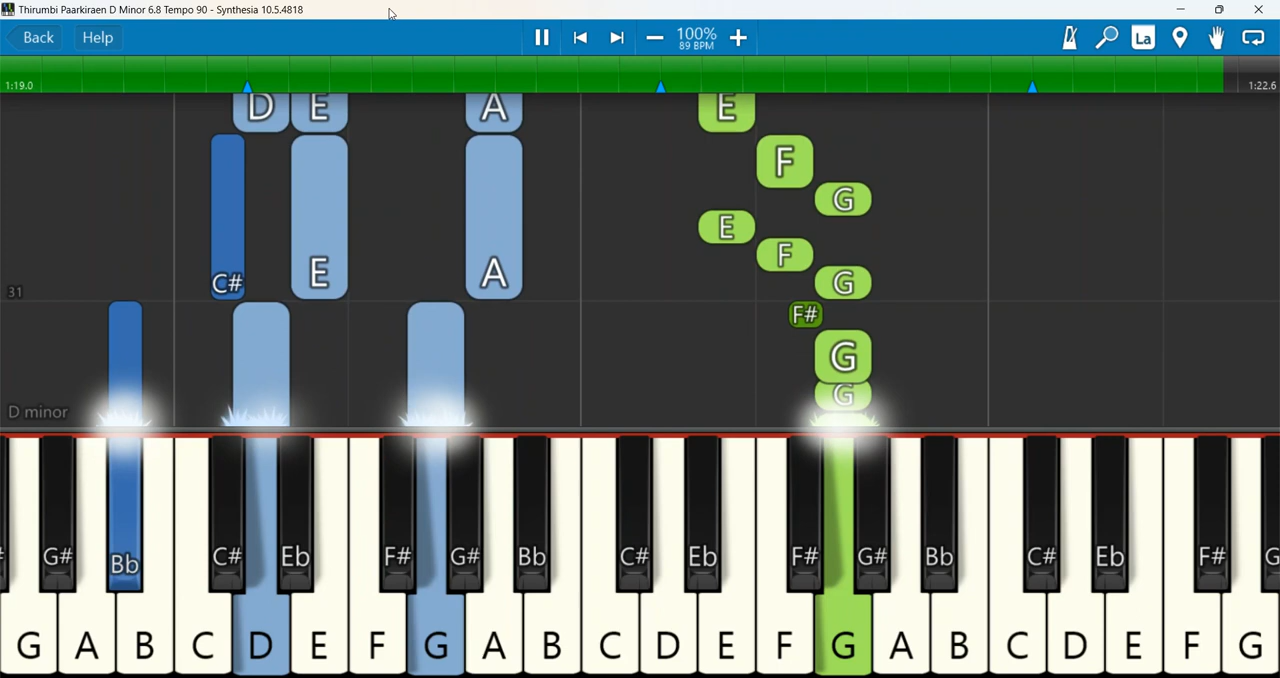 Thirumbi Paarkiraen D Minor 6.8 Tempo 90 - Synthesia 10.5.4818
Back Help 100% La
89 BPM
1:19.0 1:22.6
D E A E
F
G
E
F
C# E A G
31
F#
G
D minor G
G# Bb C# Eb F# G# Bb C# Eb F# G# Bb C# Eb F# G
G A B C D E F G A B C D E F G A B C D E F G